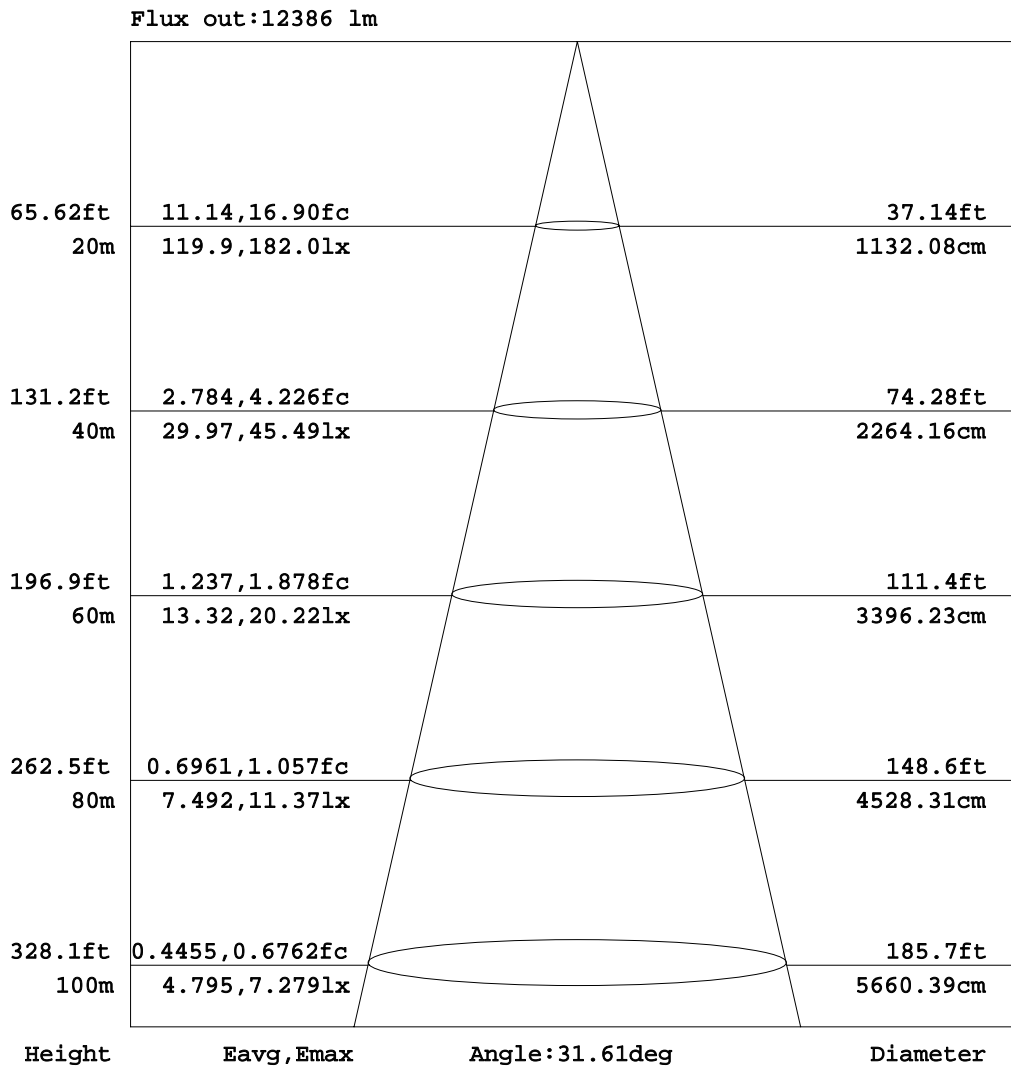 Flux out:12386 lm
65.62ft 11.14,16.90fc 37.14ft
20m 119.9,182.0lx 1132.08cm
131.2ft 2.784,4.226fc 74.28ft
40m 29.97,45.49lx 2264.16cm
196.9ft 1.237,1.878fc 111.4ft
60m 13.32,20.22lx 3396.23cm
262.5ft 0.6961,1.057fc 148.6ft
80m 7.492,11.37lx 4528.31cm
328.1ft 0.4455,0.6762fc 185.7ft
100m 4.795,7.279lx 5660.39cm
Height Eavg,Emax Angle:31.61deg Diameter